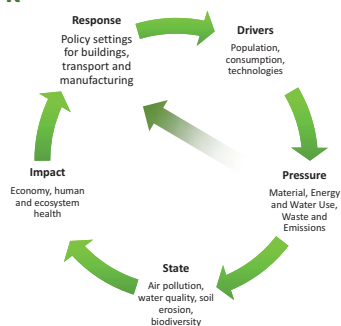 Response
Policy settings
for buildings,
transport and
manufacturing
Drivers
Population,
consumption,
technologies
Pressure
Material, Energy
and Water Use,
Waste and
Emissions
State
Air pollution,
water quality, soil
erosion,
biodiversity
Impact
Economy, human
and ecosystem
health